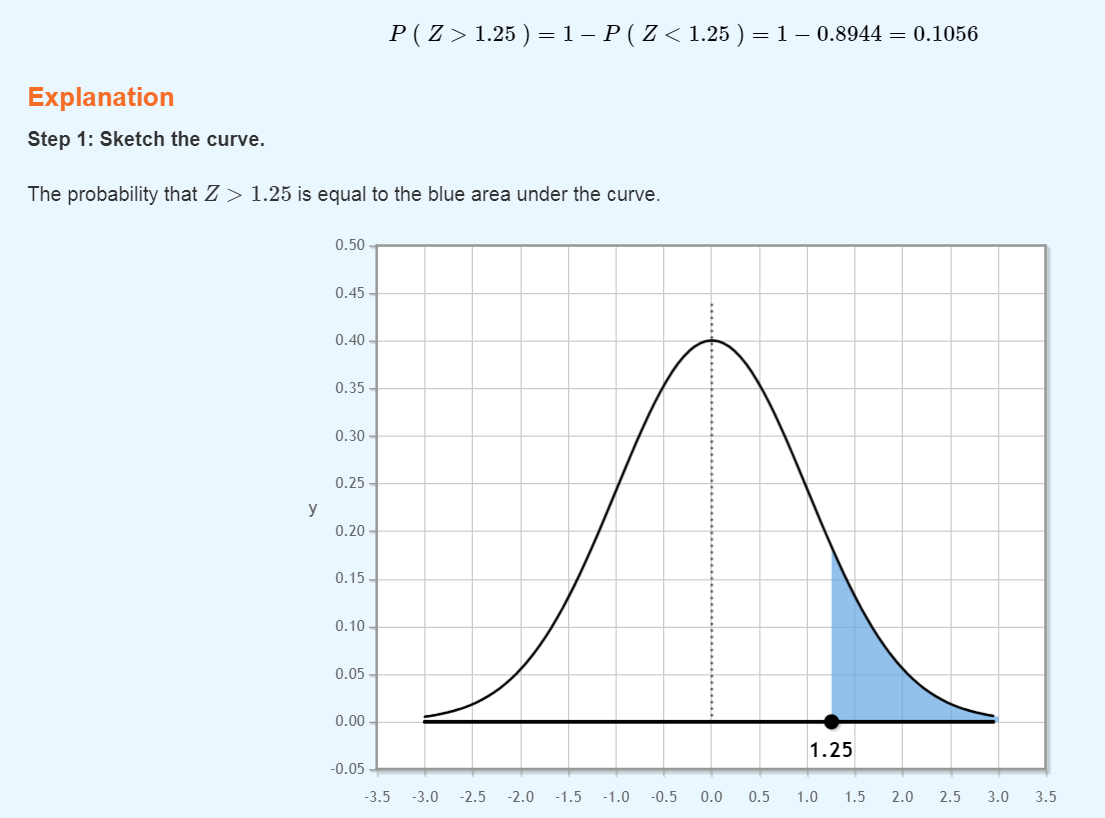 P ( Z > 1.25 ) = 1 − P ( Z < 1.25 ) = 1 − 0.8944 = 0.1056
Explanation
Step 1: Sketch the curve.
The probability that Z > 1.25 is equal to the blue area under the curve.
0.50
0.45
0.40
0.35
0.30
0.25
y
0.20
0.15
0.10
0.05
0.00
1.25
-0.05
-3.5 -3.0 -2.5 -2.0 -1.5 -1.0 -0.5 0.0 0.5 1.0 1.5 2.0 2.5 3.0 3.5